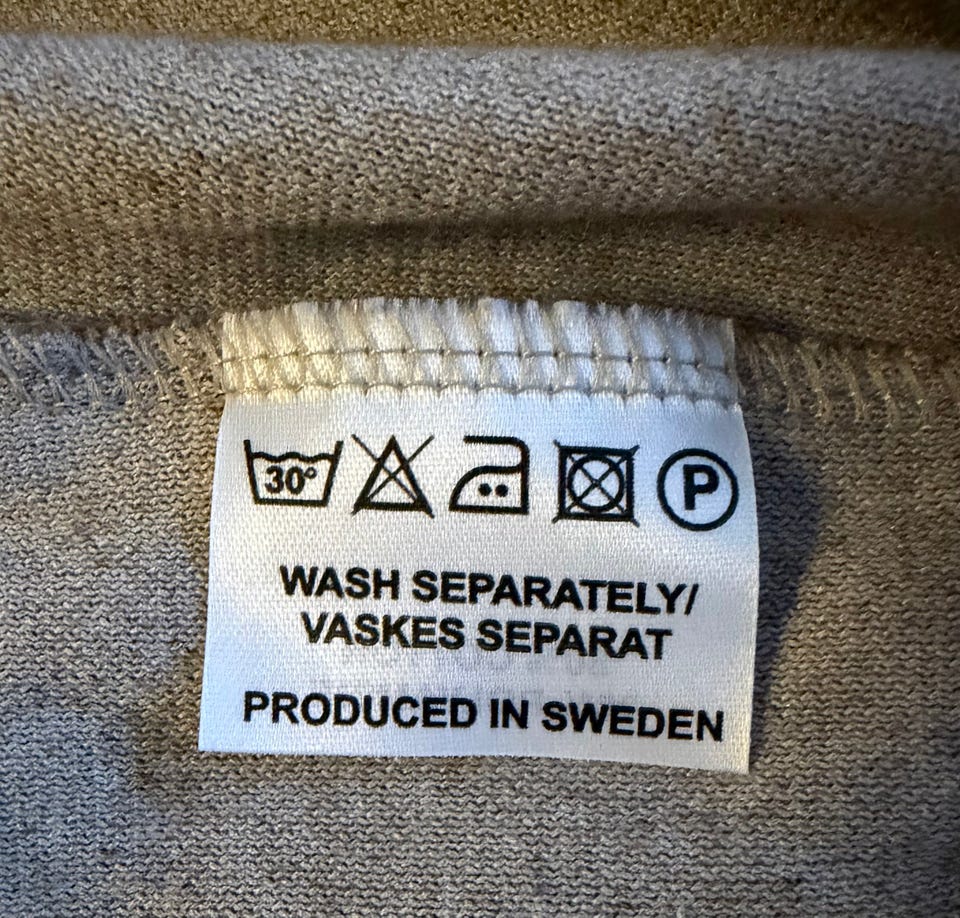 30° P
WASH SEPARATELY/
VASKES SEPARAT
PRODUCED IN SWEDEN